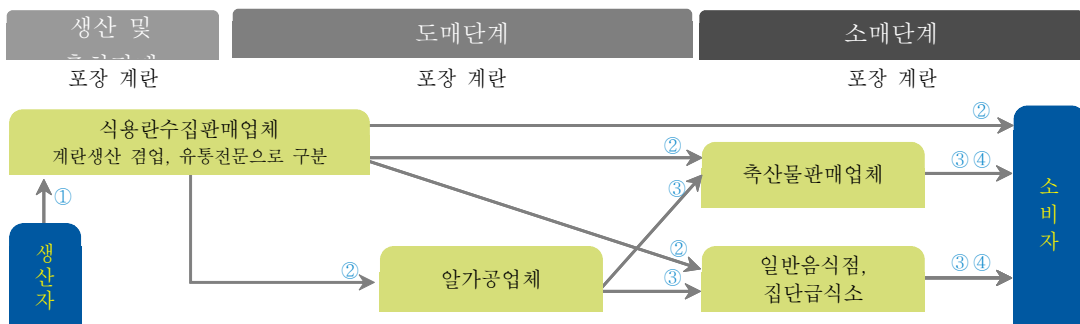 생산 및
도매단계
소매단계
포장 계란
포장 계란
포장 계란
식용란수집판매업체
계란생산 겸업, 유통전문으로 구분
②
②
축산물판매업체
③④
③
①
소비자
생산자
②
②
알가공업체
③
일반음식점,
집단급식소
③④